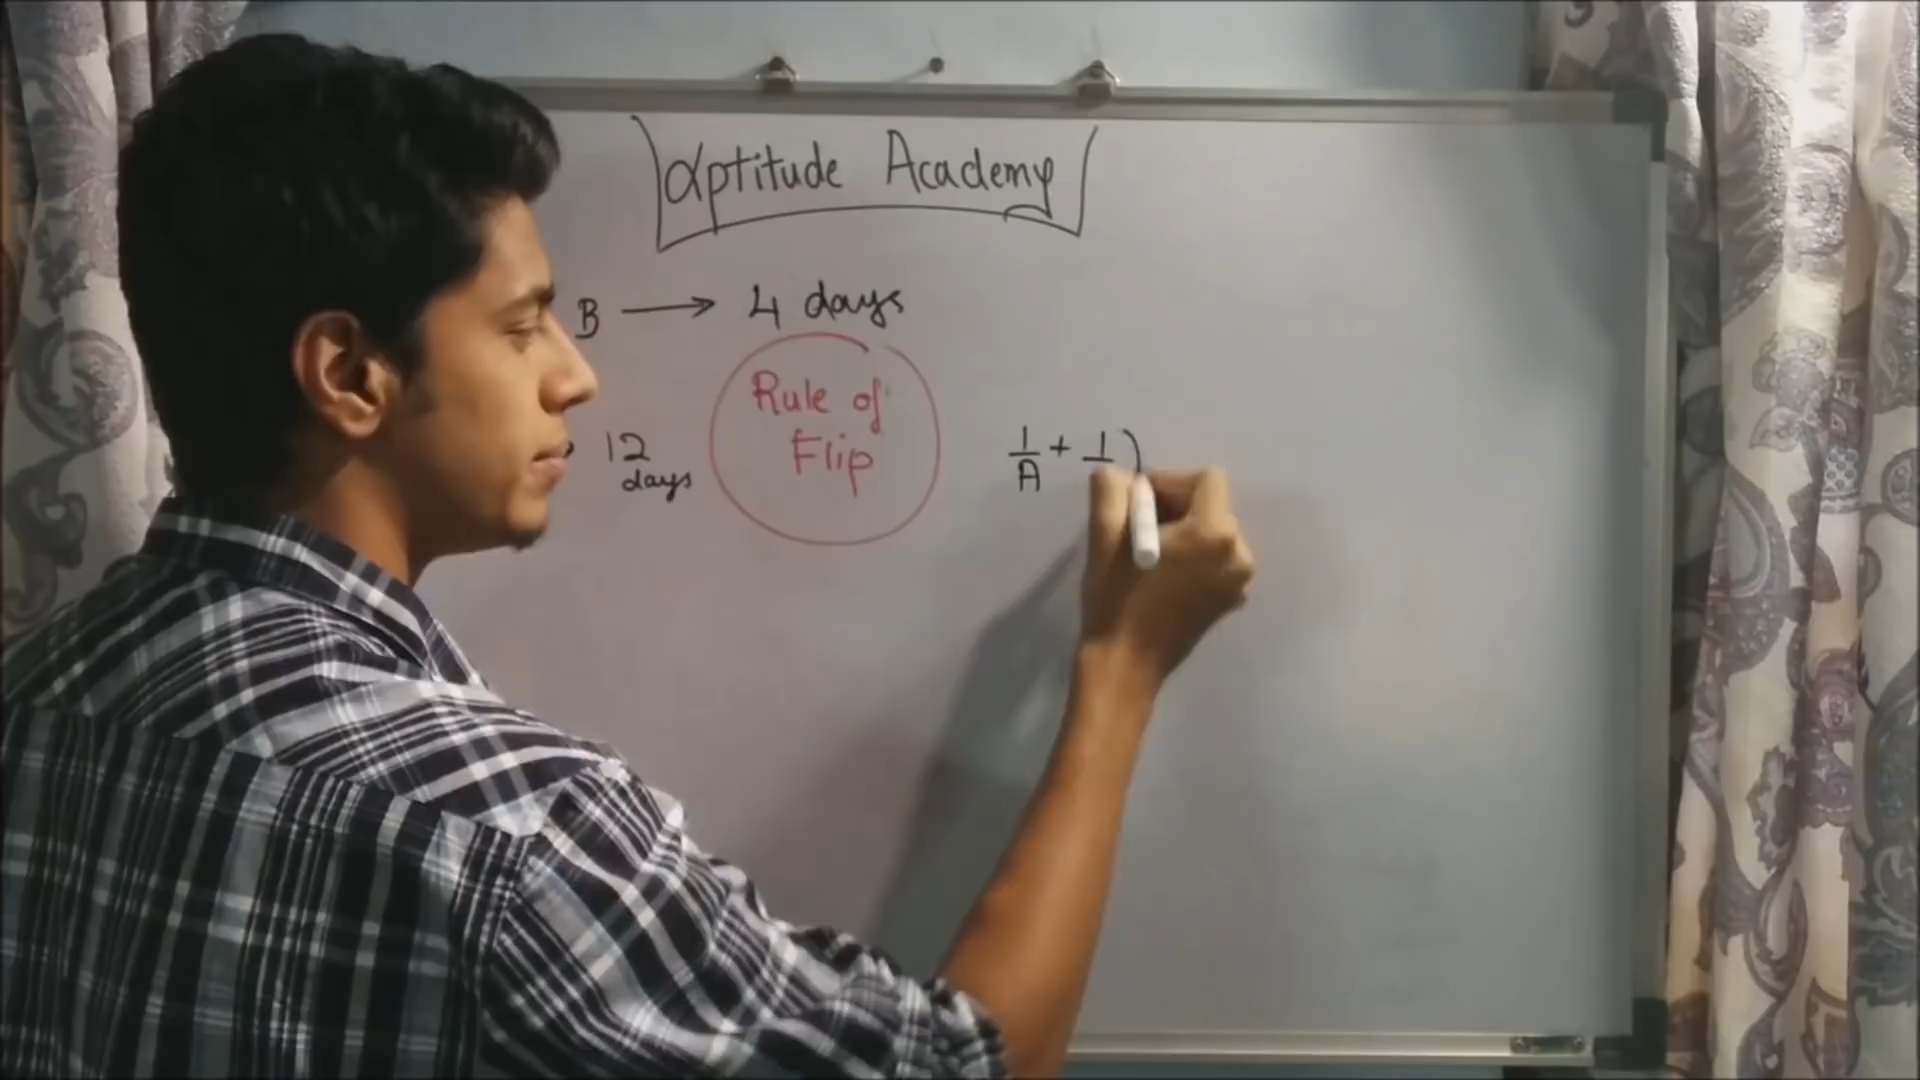 Aptitude Academy
B → 4 days
12
days
Rule of
Flip
1/A + 1